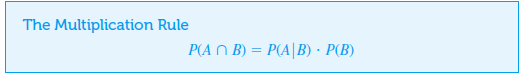 The Multiplication Rule
P(A ∩ B) = P(A|B) · P(B)